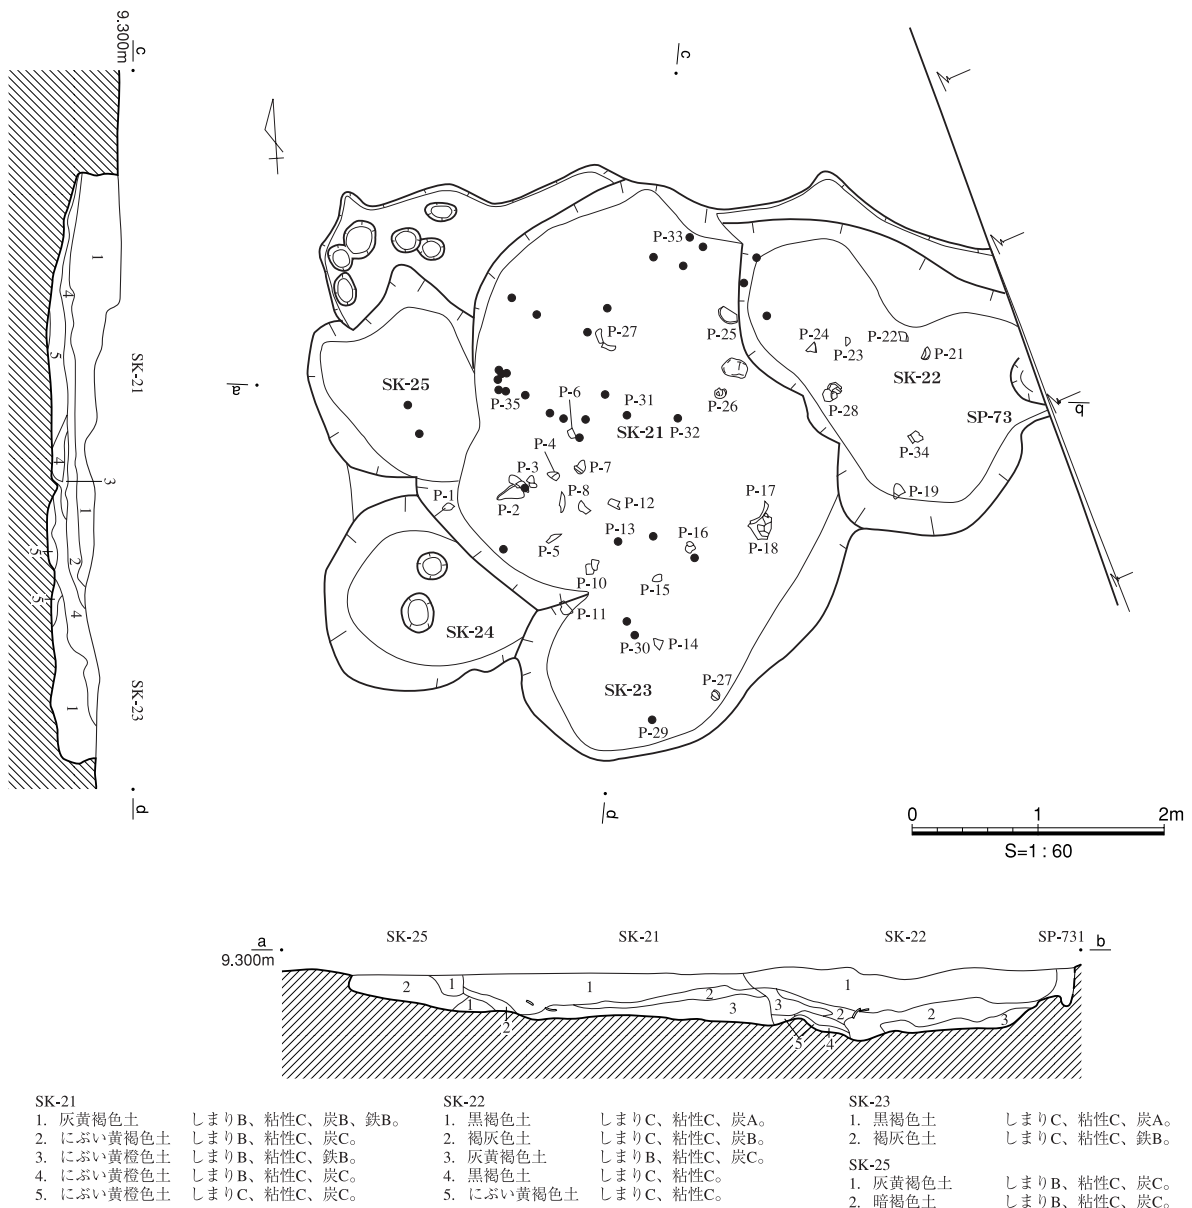 9.300m
c
SK-21
SK-23
d
1
4
5
4
3
1
5
2
5
4
1
c
a
b
d
P-33
P-27
P-25
P-24
P-23
P-22
P-21
SK-22
SK-25
P-35
P-6
P-31
P-26
P-28
SP-73
SK-21
P-32
P-34
P-4
P-3
P-7
P-19
P-1
P-2
P-8
P-12
P-17
P-13
P-16
P-18
P-5
P-10
P-15
P-11
SK-24
P-30
P-14
SK-23
P-27
P-29
0 1 2m
S=1 : 60
a SK-25 SK-21 SK-22 SP-731 b
9.300m
2 1 1 2 1 2 3 3 2 5 4 1 2 3
SK-21
1. 灰黄褐色土 しまりB、粘性C、炭B、鉄B。
2. にぶい黄褐色土 しまりB、粘性C、炭C。
3. にぶい黄橙色土 しまりB、粘性C、鉄B。
4. にぶい黄橙色土 しまりB、粘性C、炭C。
5. にぶい黄橙色土 しまりC、粘性C、炭C。
SK-22
1. 黒褐色土 しまりC、粘性C、炭A。
2. 褐灰色土 しまりC、粘性C、炭B。
3. 灰黄褐色土 しまりB、粘性C、炭C。
4. 黒褐色土 しまりC、粘性C。
5. にぶい黄褐色土 しまりC、粘性C。
SK-23
1. 黒褐色土 しまりC、粘性C、炭A。
2. 褐灰色土 しまりC、粘性C、鉄B。
SK-25
1. 灰黄褐色土 しまりB、粘性C、炭C。
2. 暗褐色土 しまりB、粘性C、炭C。